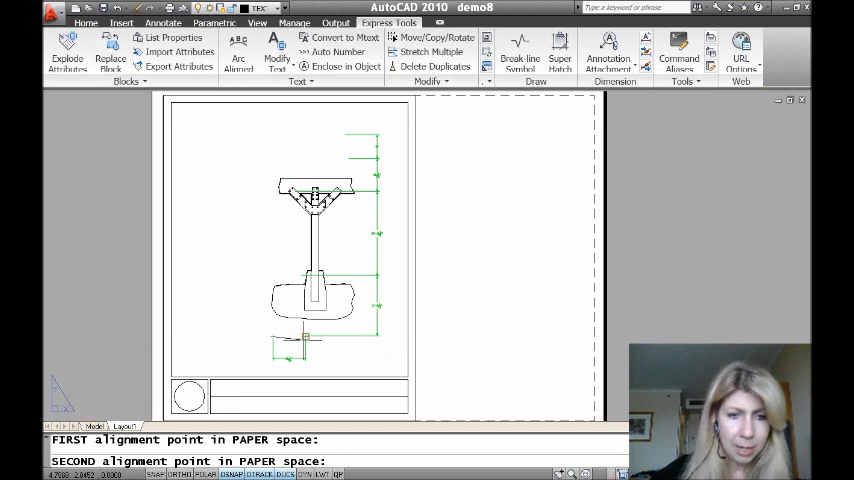 AutoCAD 2010 demo8
Type a keyword or phrase
Home Insert Annotate Parametric View Manage Output Express Tools
Explode Attributes
Replace Block
List Properties
Import Attributes
Export Attributes
Blocks
Arc Aligned
Modify Text
Convert to Mtext
Auto Number
Enclose in Object
Text
Move/Copy/Rotate
Stretch Multiple
Delete Duplicates
Modify
Break-line Symbol
Super Hatch
Draw
Annotation Attachment
Dimension
Command Aliases
Tools
URL Options
Web
Model Layout1
FIRST alignment point in PAPER space:
SECOND alignment point in PAPER space:
SNAP ORTHO POLAR OSNAP OTRACK DUCS DYN LWT QP